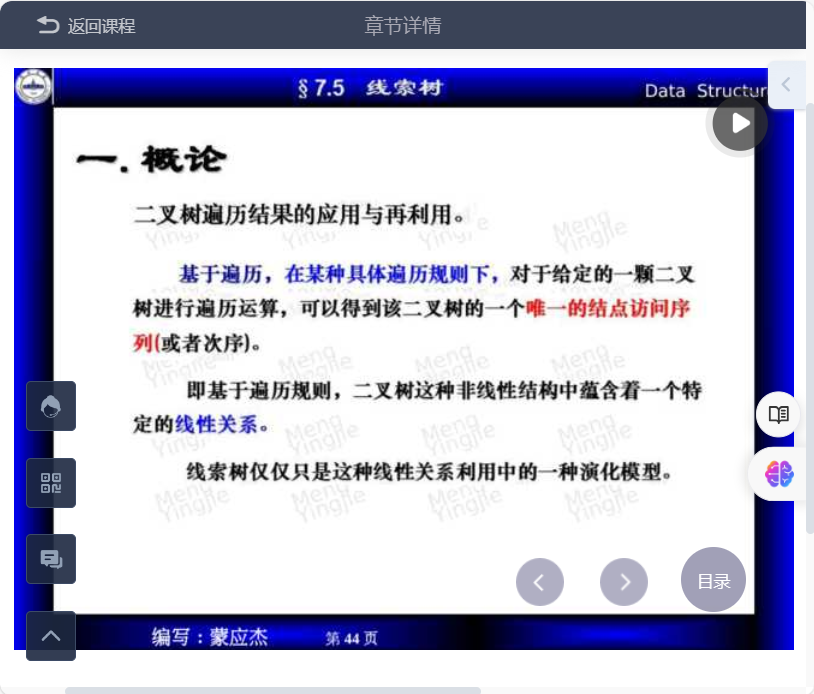 返回课程
章节详情
§7.5 线索树
Data Structur
一.概论
二叉树遍历结果的应用与再利用。
基于遍历，在某种具体遍历规则下，对于给定的一颗二叉
树进行遍历运算，可以得到该二叉树的一个唯一的结点访问序
列(或者次序)。
即基于遍历规则，二叉树这种非线性结构中蕴含着一个特
定的线性关系。
线索树仅仅只是这种线性关系利用中的一种演化模型。
Meng
Yingjie
目录
编写：蒙应杰
第 44 页